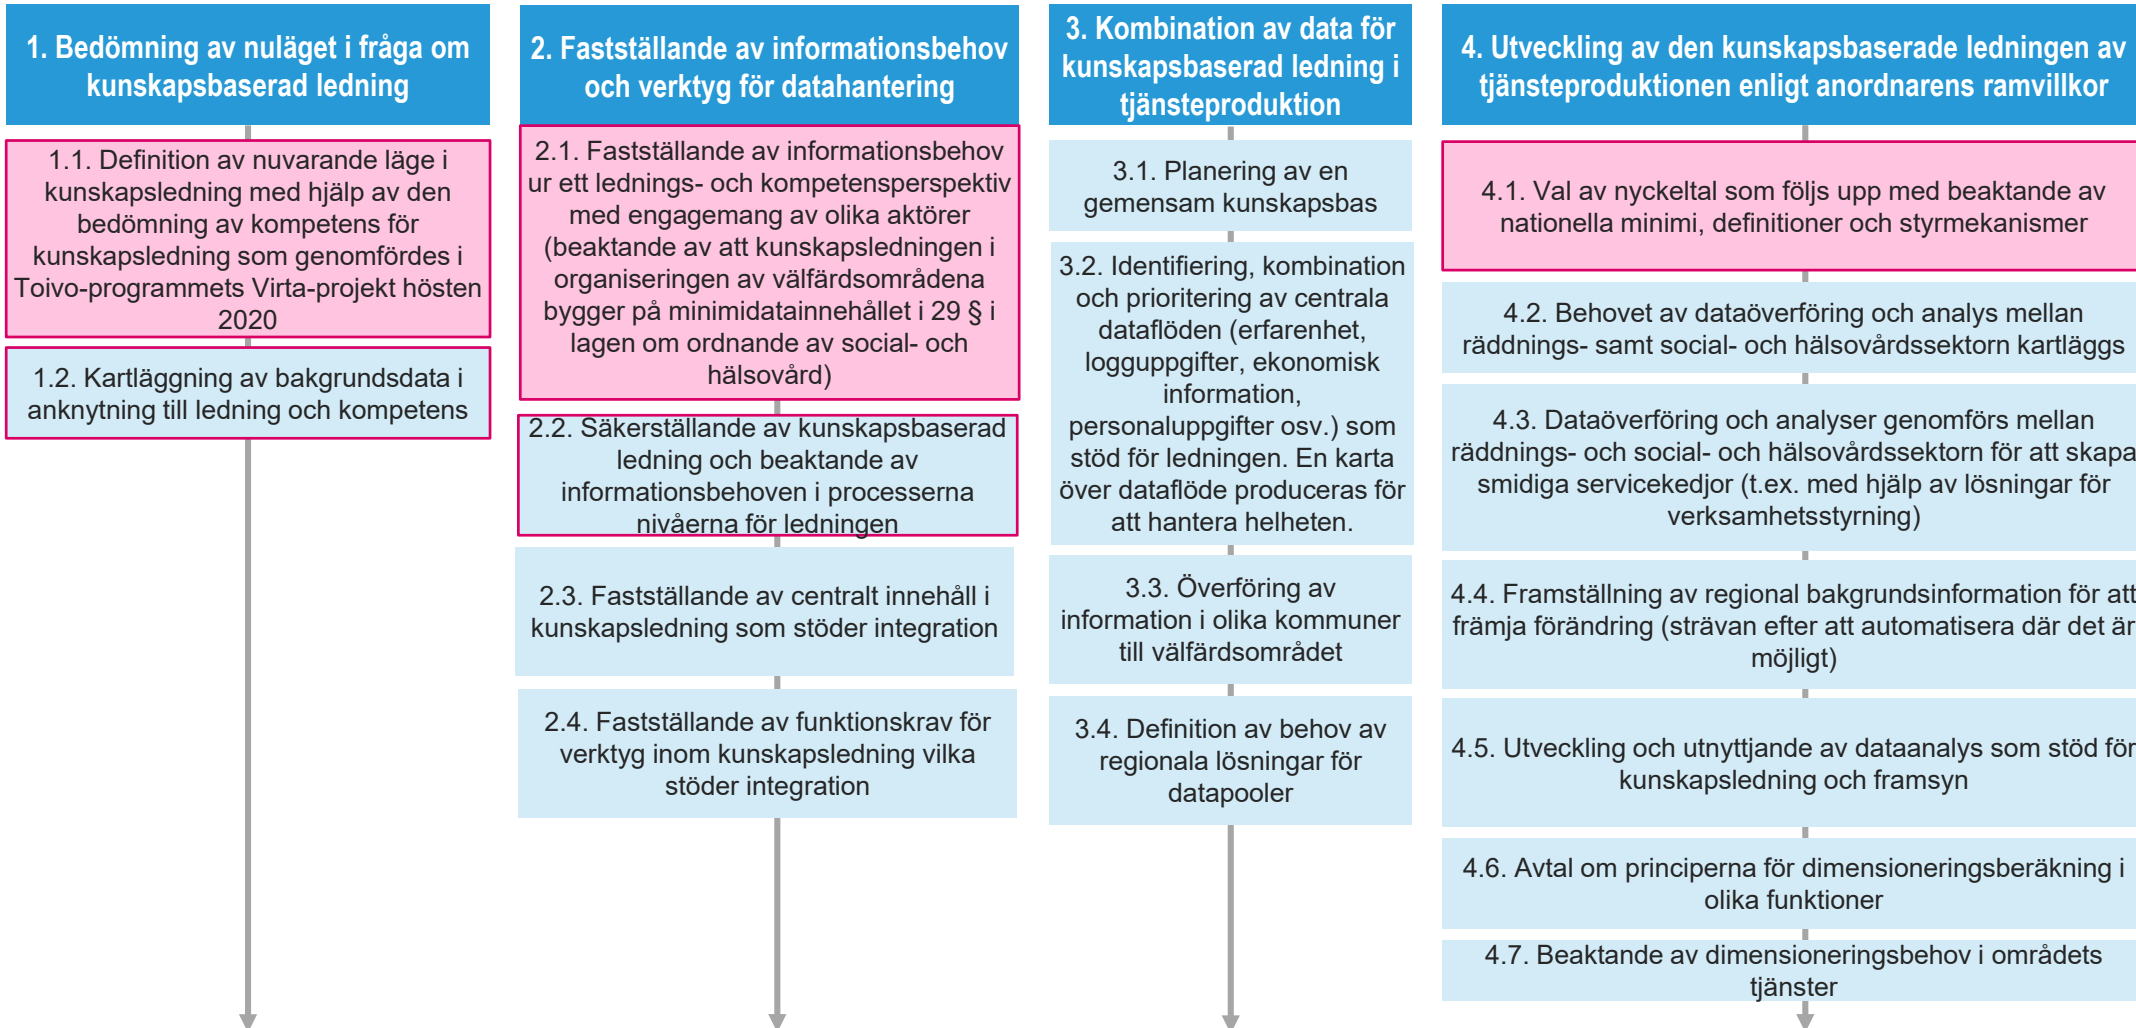 1. Bedömning av nuläget i fråga om
kunskapsbaserad ledning
1.1. Definition av nuvarande läge i
kunskapsledning med hjälp av den
bedömning av kompetens för
kunskapsledning som genomfördes i
Toivo-programmets Virta-projekt hösten
2020
1.2. Kartläggning av bakgrundsdata i
anknytning till ledning och kompetens
2. Fastställande av informationsbehov
och verktyg för datahantering
2.1. Fastställande av informationsbehov
ur ett lednings- och kompetensperspektiv
med engagemang av olika aktörer
(beaktande av att kunskapsledningen i
organiseringen av välfärdsområdena
bygger på minimidatainnehållet i 29 § i
lagen om ordnande av social- och
hälsovård)
2.2. Säkerställande av kunskapsbaserad
ledning och beaktande av
informationsbehoven i processerna
nivåerna för ledningen
2.3. Fastställande av centralt innehåll i
kunskapsledning som stöder integration
2.4. Fastställande av funktionskrav för
verktyg inom kunskapsledning vilka
stöder integration
3. Kombination av data för
kunskapsbaserad ledning i
tjänsteproduktion
3.1. Planering av en
gemensam kunskapsbas
3.2. Identifiering, kombination
och prioritering av centrala
dataflöden (erfarenhet,
logguppgifter, ekonomisk
information,
personaluppgifter osv.) som
stöd för ledningen. En karta
över dataflöde produceras för
att hantera helheten.
3.3. Överföring av
information i olika kommuner
till välfärdsområdet
3.4. Definition av behov av
regionala lösningar för
datapooler
4. Utveckling av den kunskapsbaserade ledningen av
tjänsteproduktionen enligt anordnarens ramvillkor
4.1. Val av nyckeltal som följs upp med beaktande av
nationella minimi, definitioner och styrmekanismer
4.2. Behovet av dataöverföring och analys mellan
räddnings- samt social- och hälsovårdssektorn kartläggs
4.3. Dataöverföring och analyser genomförs mellan
räddnings- och social- och hälsovårdssektorn för att skapa
smidiga servicekedjor (t.ex. med hjälp av lösningar för
verksamhetsstyrning)
4.4. Framställning av regional bakgrundsinformation för att
främja förändring (strävan efter att automatisera där det är
möjligt)
4.5. Utveckling och utnyttjande av dataanalys som stöd för
kunskapsledning och framsyn
4.6. Avtal om principerna för dimensioneringsberäkning i
olika funktioner
4.7. Beaktande av dimensioneringsbehov i områdets
tjänster